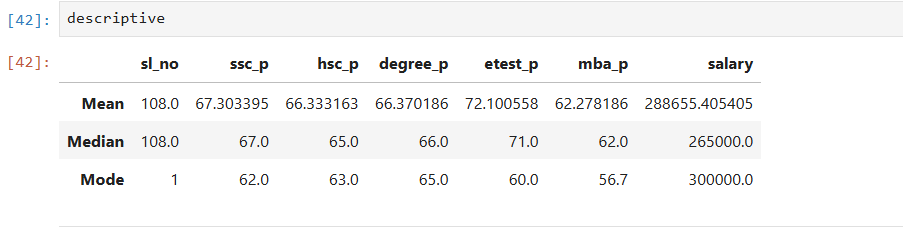 [42]: descriptive
[42]:
sl_no ssc_p hsc_p degree_p etest_p mba_p salary
Mean 108.0 67.303395 66.333163 66.370186 72.100558 62.278186 288655.405405
Median 108.0 67.0 65.0 66.0 71.0 62.0 265000.0
Mode 1 62.0 63.0 65.0 60.0 56.7 300000.0